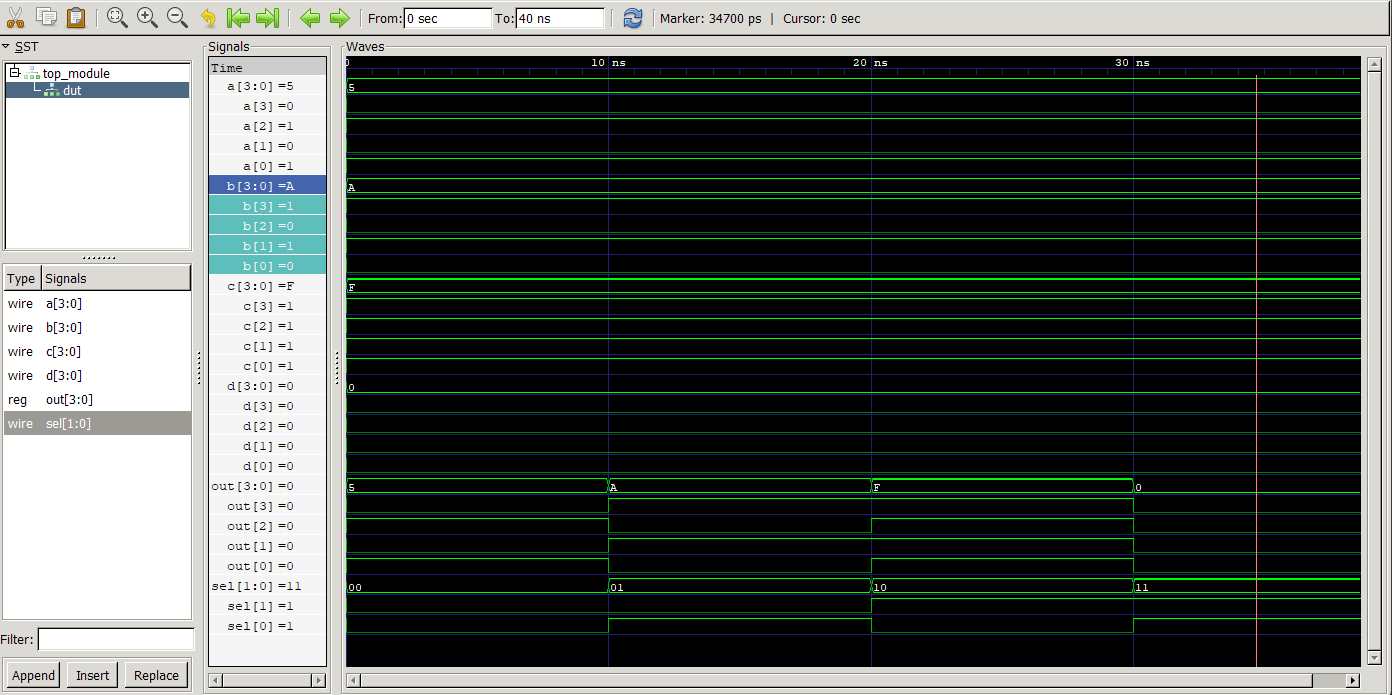 From: 0 sec To: 40 ns Marker: 34700 ps | Cursor: 0 sec
SST
top_module
dut
Type Signals
wire a[3:0]
wire b[3:0]
wire c[3:0]
wire d[3:0]
reg out[3:0]
wire sel[1:0]
Filter:
Append Insert Replace
Signals
Time
a[3:0] =5
a[3] =0
a[2] =1
a[1] =0
a[0] =1
b[3:0] =A
b[3] =1
b[2] =0
b[1] =1
b[0] =0
c[3:0] =F
c[3] =1
c[2] =1
c[1] =1
c[0] =1
d[3:0] =0
d[3] =0
d[2] =0
d[1] =0
d[0] =0
out[3:0] =0
out[3] =0
out[2] =0
out[1] =0
out[0] =0
sel[1:0] =11
sel[1] =1
sel[0] =1
Waves
0 10 ns 20 ns 30 ns
5
A
F
0
5 A F 0
00 01 10 11